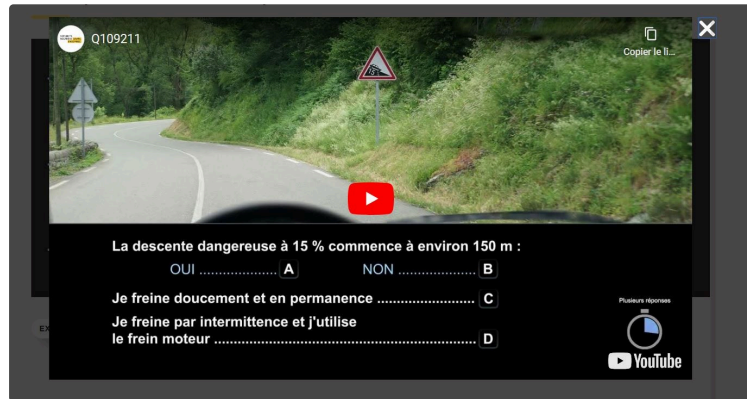 Q109211
Copier le li...
La descente dangereuse à 15 % commence à environ 150 m :
OUI .................... A NON .................... B
Je freine doucement et en permanence ......................... C
Je freine par intermittence et j'utilise
le frein moteur ................................................................... D
Plusieurs réponses
YouTube
EX